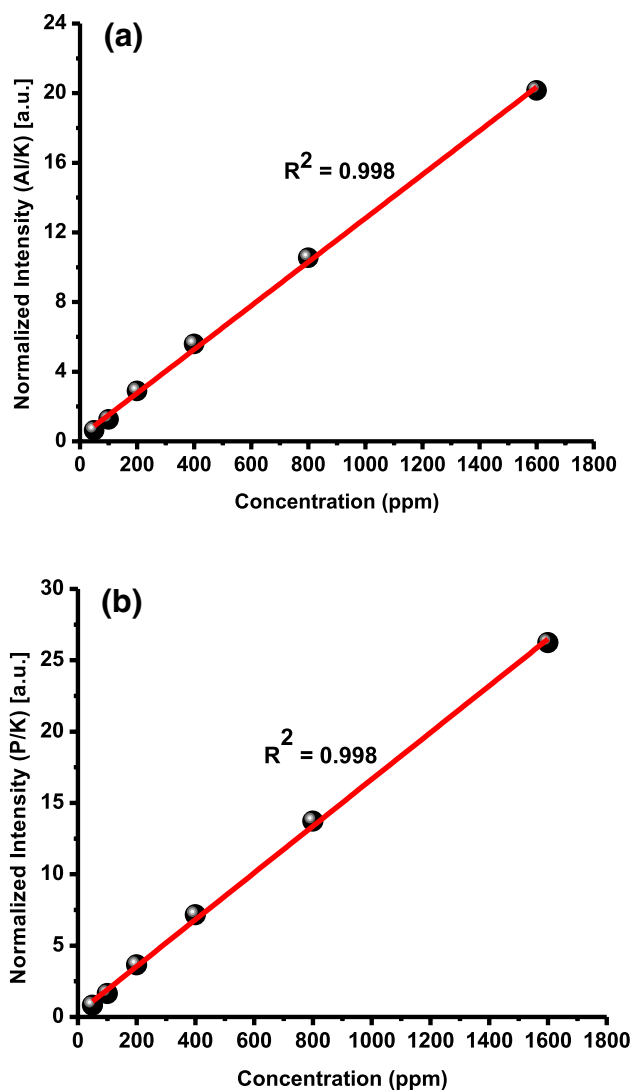 (a)
24
20
16
12
8
4
0
Normalized Intensity (Al/K) [a.u.]
R2 = 0.998
0 200 400 600 800 1000 1200 1400 1600 1800
Concentration (ppm)
(b)
30
25
20
15
10
5
0
Normalized Intensity (P/K) [a.u.]
R2 = 0.998
0 200 400 600 800 1000 1200 1400 1600 1800
Concentration (ppm)